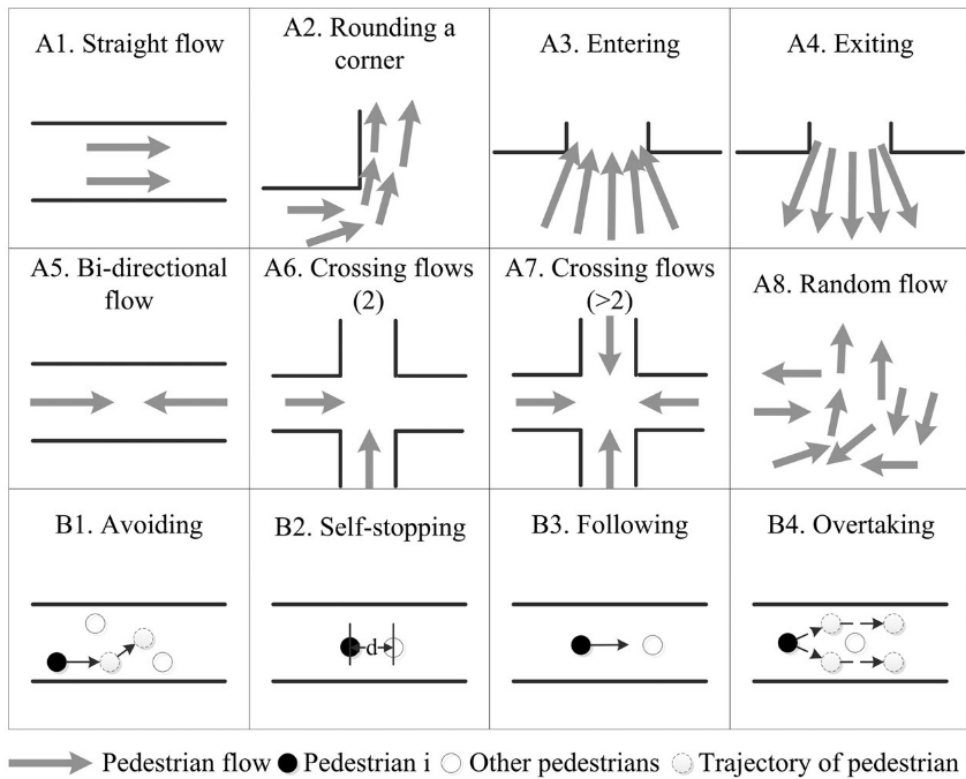 A1. Straight flow
A2. Rounding a
corner
A3. Entering
A4. Exiting
A5. Bi-directional
flow
A6. Crossing flows
(2)
A7. Crossing flows
(>2)
A8. Random flow
B1. Avoiding
B2. Self-stopping
d
B3. Following
B4. Overtaking
Pedestrian flow Pedestrian i Other pedestrians Trajectory of pedestrian